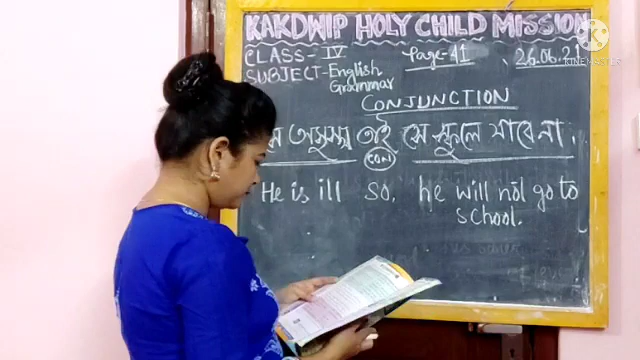 KAKDWIP HOLY CHILD MISSION
CLASS- IV Page-41, 26.06.21
SUBJECT-English
Grammar
CONJUNCTION
অসুস্থ তাই সে স্কুলে যাবে না।
CON
He is ill so, he will not go to
school.
KINEMASTER